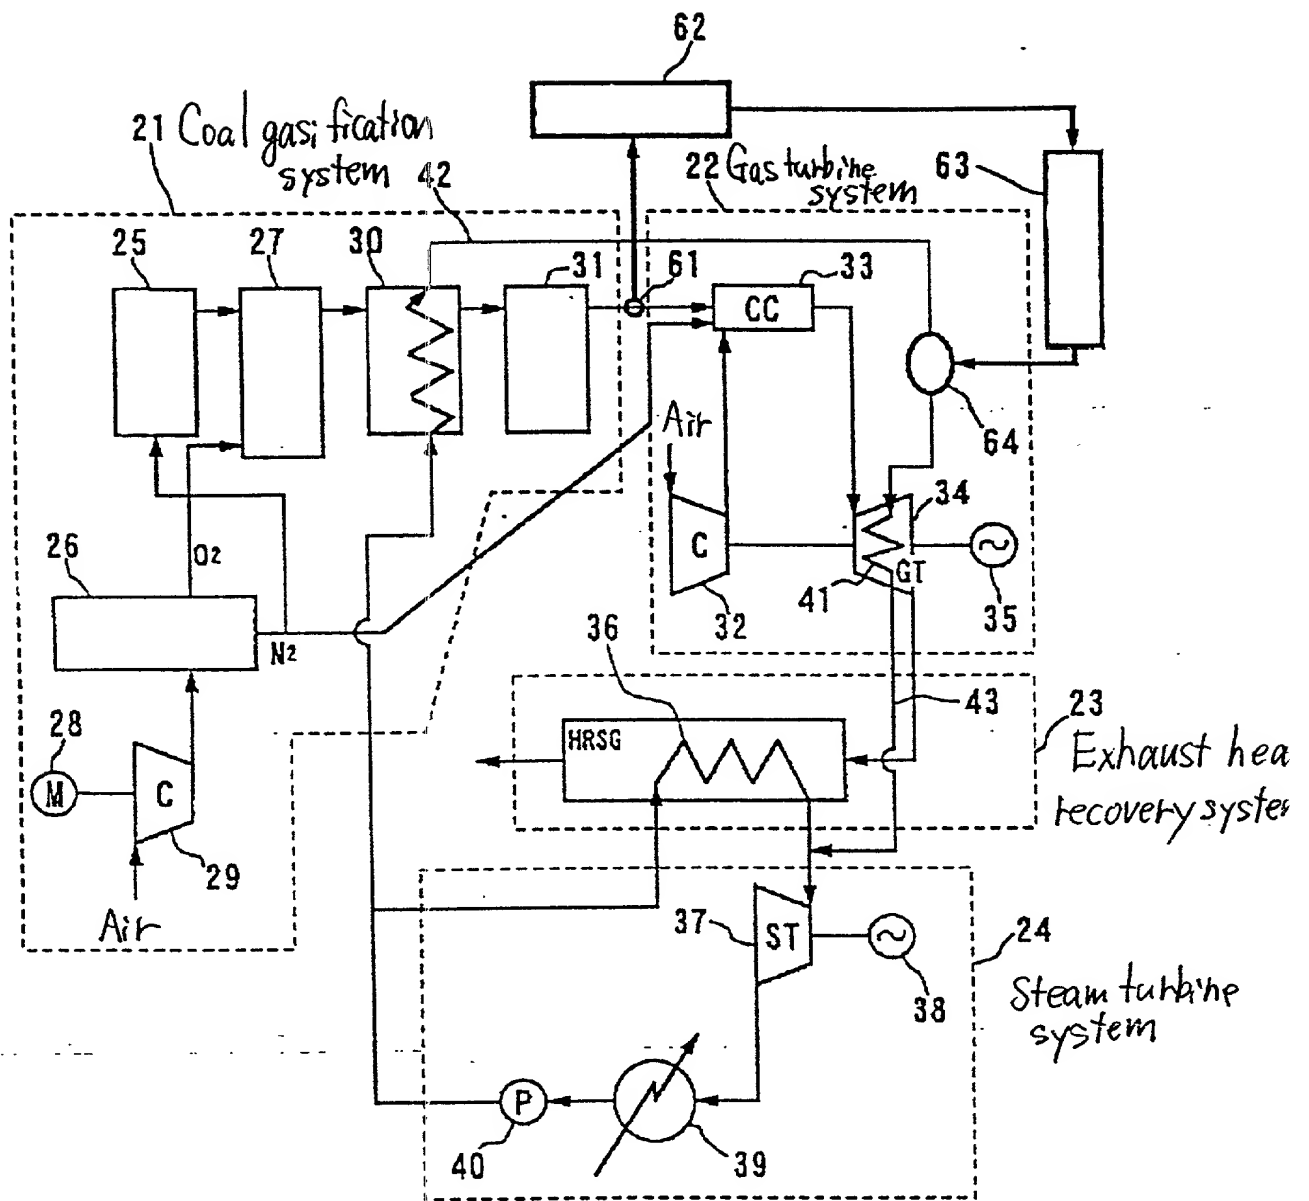 62
21 Coal gasification
system
42
22 Gas turbine
system
63
25
27
30
31
61
33
CC
Air
64
34
26
O2
C
GT
41
32
35
N2
36
43
23
28
HRSG
Exhaust hea
M
C
recovery system
29
Air
37
ST
24
38
Steam turbine
system
P
40
39